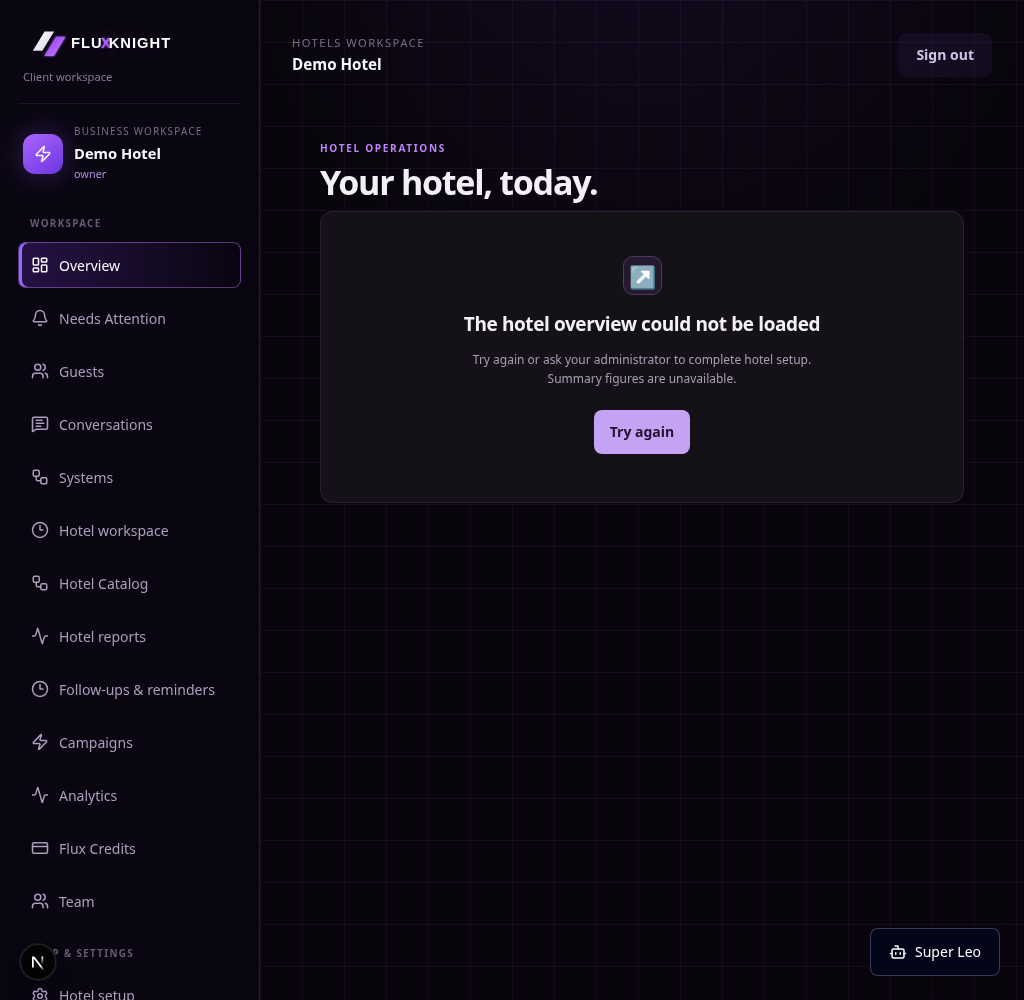 FLUXKNIGHT
Client workspace
BUSINESS WORKSPACE
Demo Hotel
owner
WORKSPACE
Overview
Needs Attention
Guests
Conversations
Systems
Hotel workspace
Hotel Catalog
Hotel reports
Follow-ups & reminders
Campaigns
Analytics
Flux Credits
Team
& SETTINGS
Hotel setup
HOTELS WORKSPACE
Demo Hotel
Sign out
HOTEL OPERATIONS
Your hotel, today.
The hotel overview could not be loaded
Try again or ask your administrator to complete hotel setup.
Summary figures are unavailable.
Try again
Super Leo